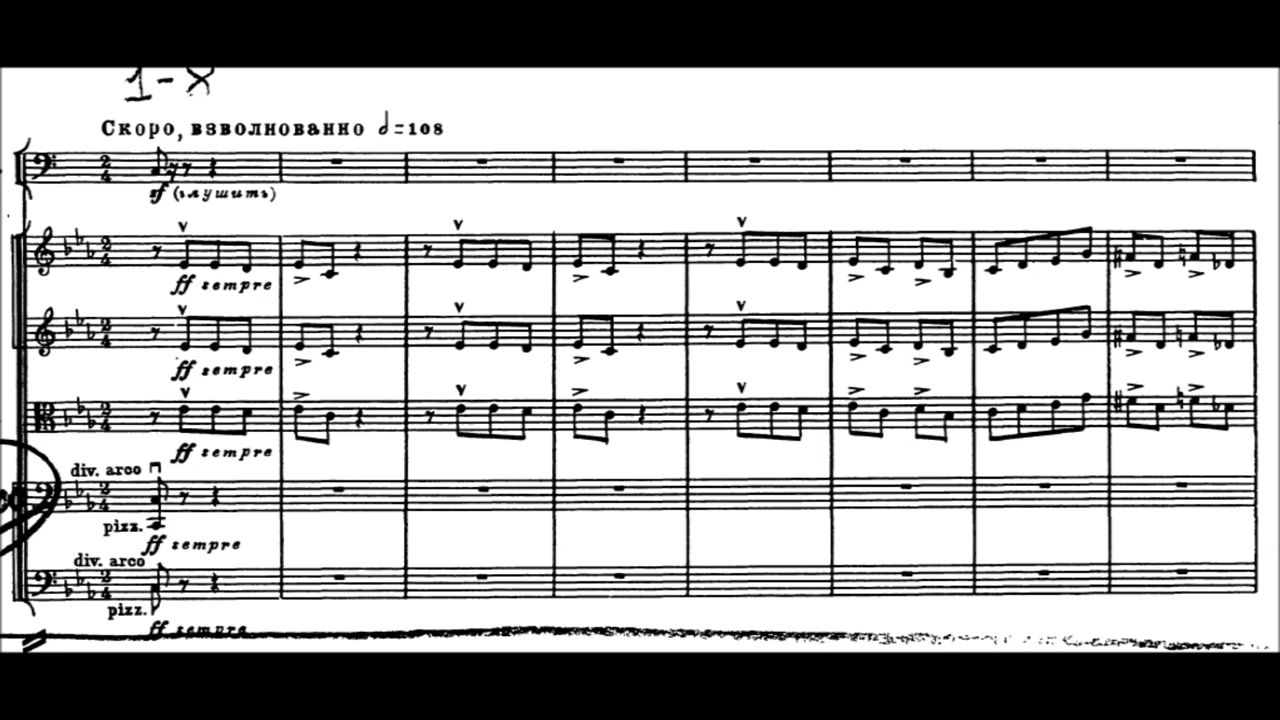 1-X
Скоро, взволнованно 𝅗𝅥=108
sf (глушить)
ff sempre
ff sempre
ff sempre
div. arco
pizz.
ff sempre
div. arco
pizz.
ff sempre